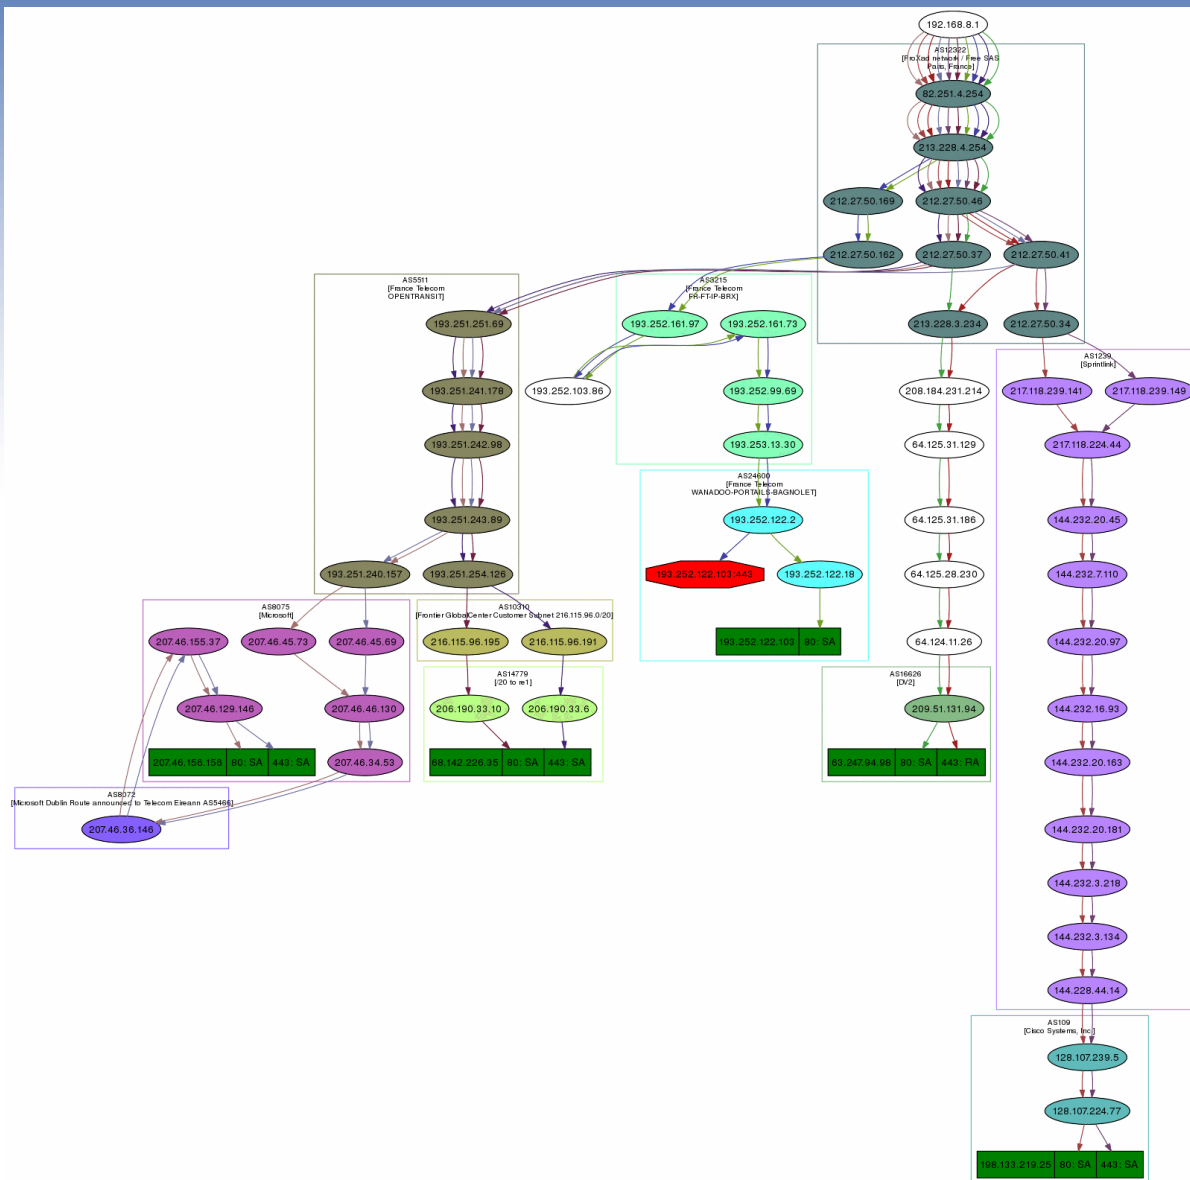 192.168.8.1
AS12322
[ProXad network / Free SAS
Paris, France]
82.251.4.254
213.228.4.254
212.27.50.169
212.27.50.46
212.27.50.162
212.27.50.37
212.27.50.41
AS5511
[France Telecom
OPENTRANSIT]
AS3215
[France Telecom
FR-FT-IP-BRX]
193.251.251.69
193.252.161.97
193.252.161.73
213.228.3.234
212.27.50.34
AS1239
[Sprintlink]
193.251.241.178
193.252.103.86
193.252.99.69
208.184.231.214
217.118.239.141
217.118.239.149
193.251.242.98
193.253.13.30
64.125.31.129
217.118.224.44
AS24600
[France Telecom
WANADOO-PORTAILS-BAGNOLET]
193.251.243.89
193.252.122.2
64.125.31.186
144.232.20.45
193.251.240.157
193.251.254.126
193.252.122.103:443
193.252.122.18
64.125.28.230
144.232.7.110
AS8075
[Microsoft]
AS10310
[Frontier GlobalCenter Customer Subnet 216.115.96.0/20]
207.46.155.37
207.46.45.73
207.46.45.69
216.115.96.195
216.115.96.191
193.252.122.103
80: SA
64.124.11.26
144.232.20.97
AS14779
[/20 to re1]
AS16626
[DV2]
207.46.129.146
207.46.46.130
206.190.33.10
206.190.33.6
209.51.131.94
144.232.16.93
207.46.156.156
80: SA
443: SA
207.46.34.53
68.142.226.35
80: SA
443: SA
63.247.94.98
80: SA
443: RA
144.232.20.163
AS8072
[Microsoft Dublin Route announced to Telecom Eireann AS5466]
207.46.36.146
144.232.20.181
144.232.3.218
144.232.3.134
144.228.44.14
AS109
[Cisco Systems, Inc.]
128.107.239.5
128.107.224.77
198.133.219.25
80: SA
443: SA